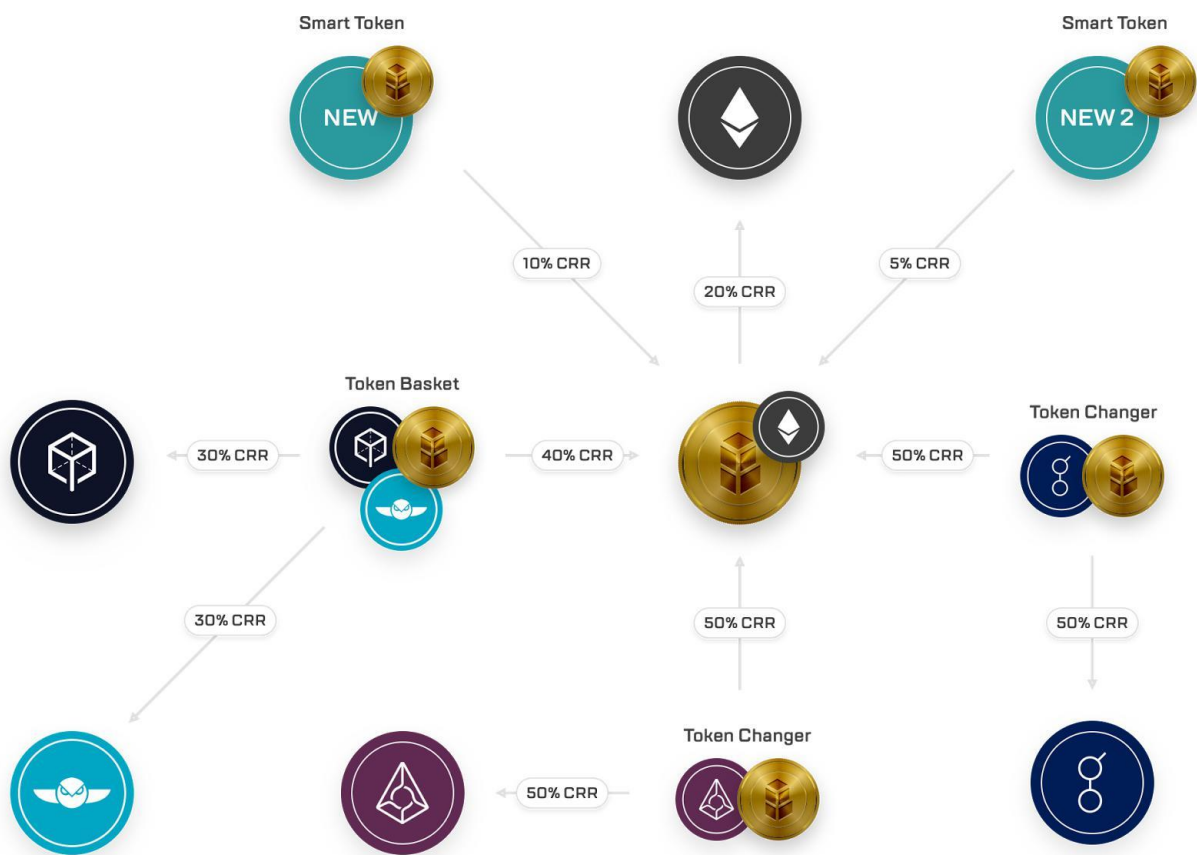 Smart Token
Smart Token
NEW
NEW 2
10% CRR
5% CRR
20% CRR
Token Basket
Token Changer
30% CRR
40% CRR
50% CRR
30% CRR
50% CRR
50% CRR
Token Changer
50% CRR